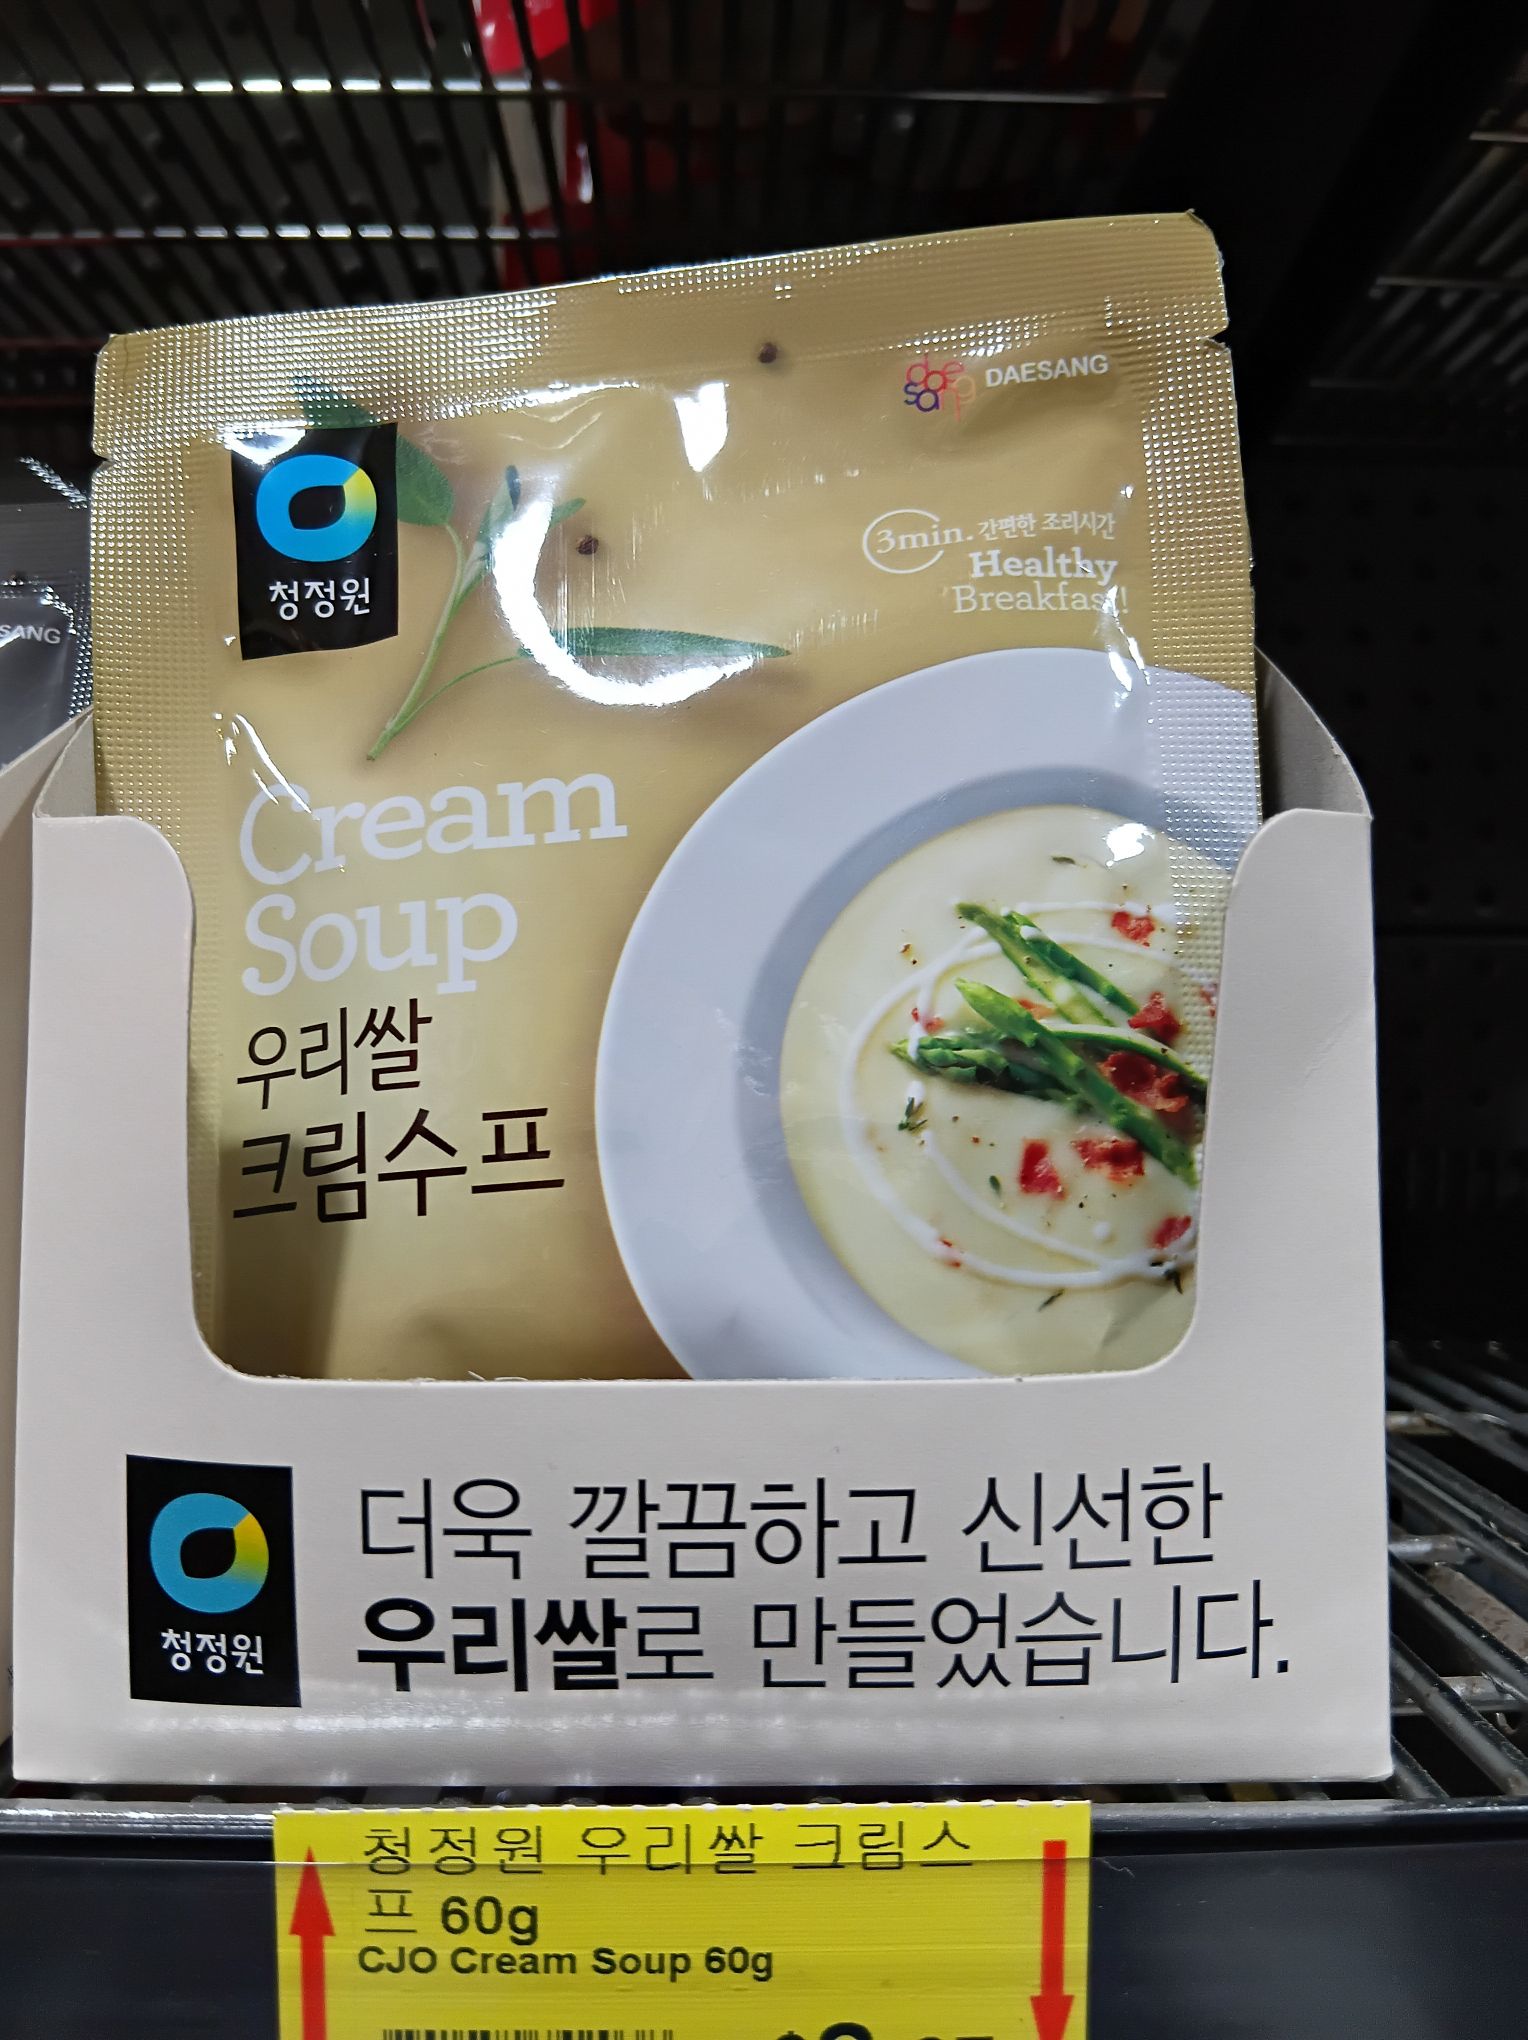 DAESANG
청정원
3min. 간편한 조리시간
Healthy
Breakfast!
Cream
Soup
우리쌀
크림수프
SANG
청정원
더욱 깔끔하고 신선한
우리쌀로 만들었습니다.
청정원 우리쌀 크림스
프 60g
CJO Cream Soup 60g